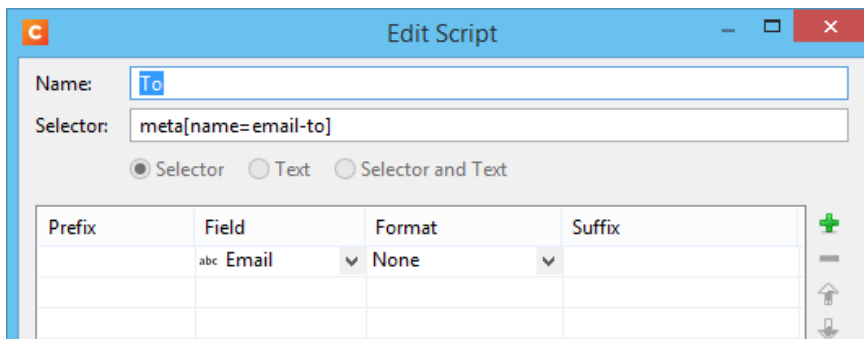 C Edit Script
Name: To
Selector: meta[name=email-to]
Selector Text Selector and Text
Prefix Field Format Suffix
abc Email None